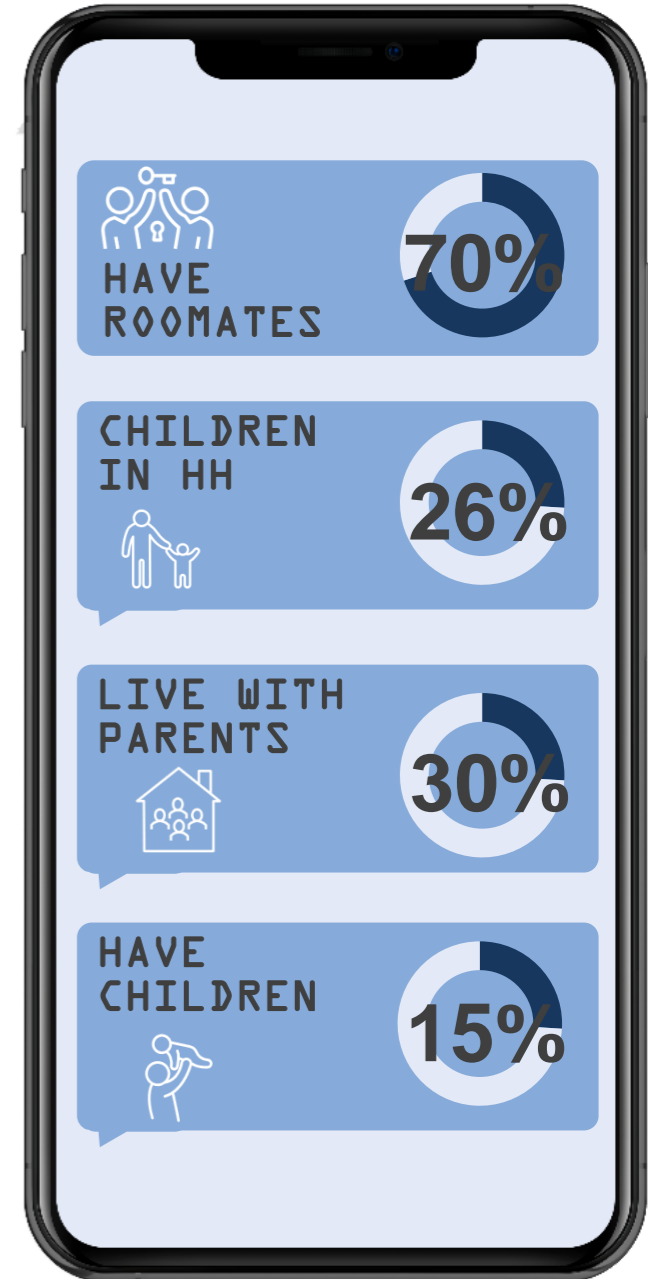 HAVE
ROOMATES
70%
CHILDREN
IN HH
26%
LIVE WITH
PARENTS
30%
HAVE
CHILDREN
15%